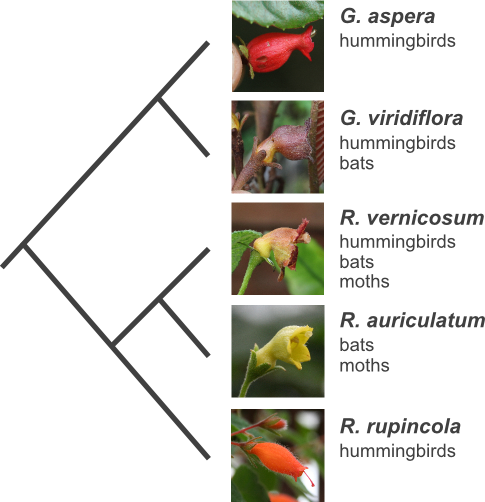 G. aspera
hummingbirds
G. viridiflora
hummingbirds
bats
R. vernicosum
hummingbirds
bats
moths
R. auriculatum
bats
moths
R. rupincola
hummingbirds